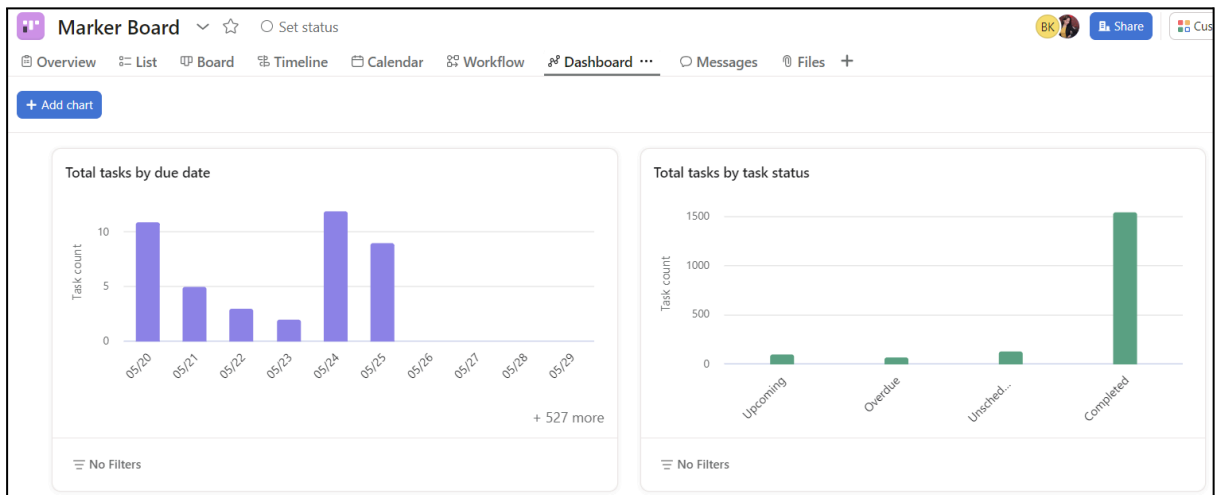 Marker Board Set status BK Share Cus
Overview List Board Timeline Calendar Workflow Dashboard ... Messages Files +
+ Add chart
Total tasks by due date
Task count
10
5
0
05/20 05/21 05/22 05/23 05/24 05/25 05/26 05/27 05/28 05/29
+ 527 more
No Filters
Total tasks by task status
Task count
1500
1000
500
0
Upcoming Overdue Unsched... Completed
No Filters